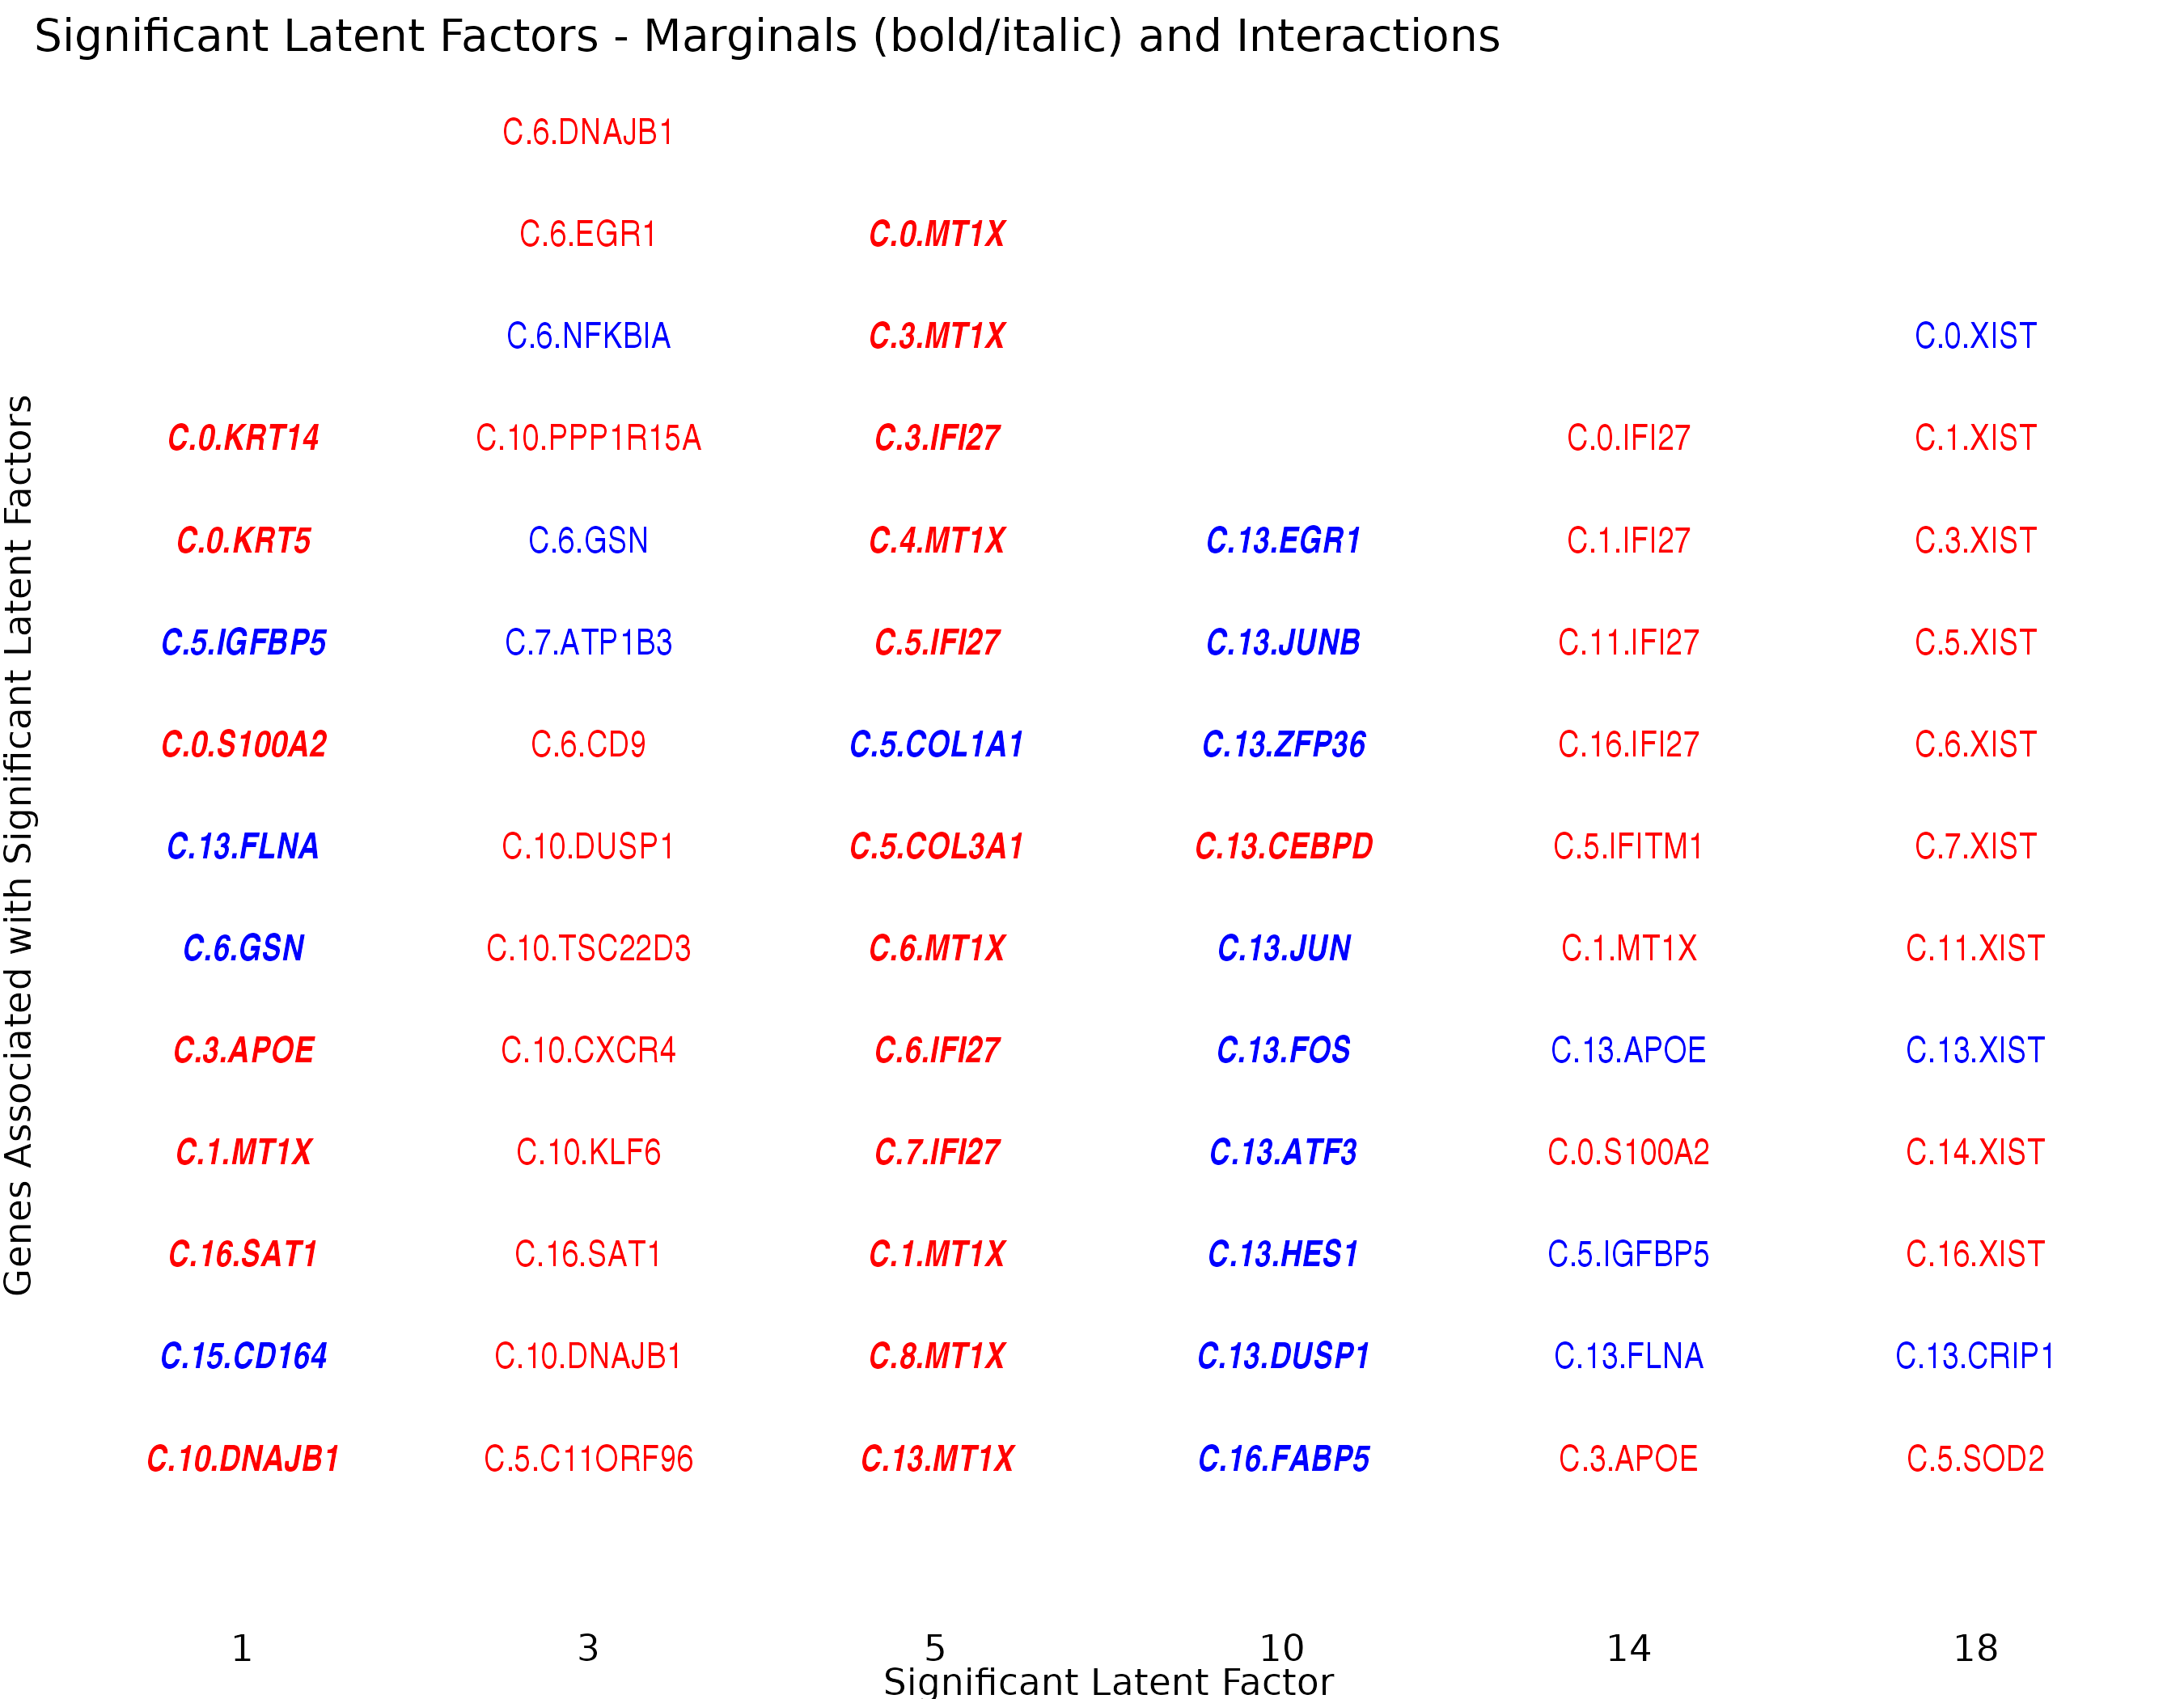 Significant Latent Factors - Marginals (bold/italic) and Interactions
Genes Associated with Significant Latent Factors
C.6.DNAJB1
C.6.EGR1 C.0.MT1X
C.6.NFKBIA C.3.MT1X C.0.XIST
C.0.KRT14 C.10.PPP1R15A C.3.IFI27 C.0.IFI27 C.1.XIST
C.0.KRT5 C.6.GSN C.4.MT1X C.13.EGR1 C.1.IFI27 C.3.XIST
C.5.IGFBP5 C.7.ATP1B3 C.5.IFI27 C.13.JUNB C.11.IFI27 C.5.XIST
C.0.S100A2 C.6.CD9 C.5.COL1A1 C.13.ZFP36 C.16.IFI27 C.6.XIST
C.13.FLNA C.10.DUSP1 C.5.COL3A1 C.13.CEBPD C.5.IFITM1 C.7.XIST
C.6.GSN C.10.TSC22D3 C.6.MT1X C.13.JUN C.1.MT1X C.11.XIST
C.3.APOE C.10.CXCR4 C.6.IFI27 C.13.FOS C.13.APOE C.13.XIST
C.1.MT1X C.10.KLF6 C.7.IFI27 C.13.ATF3 C.0.S100A2 C.14.XIST
C.16.SAT1 C.16.SAT1 C.1.MT1X C.13.HES1 C.5.IGFBP5 C.16.XIST
C.15.CD164 C.10.DNAJB1 C.8.MT1X C.13.DUSP1 C.13.FLNA C.13.CRIP1
C.10.DNAJB1 C.5.C11ORF96 C.13.MT1X C.16.FABP5 C.3.APOE C.5.SOD2
1 3 5 10 14 18
Significant Latent Factor